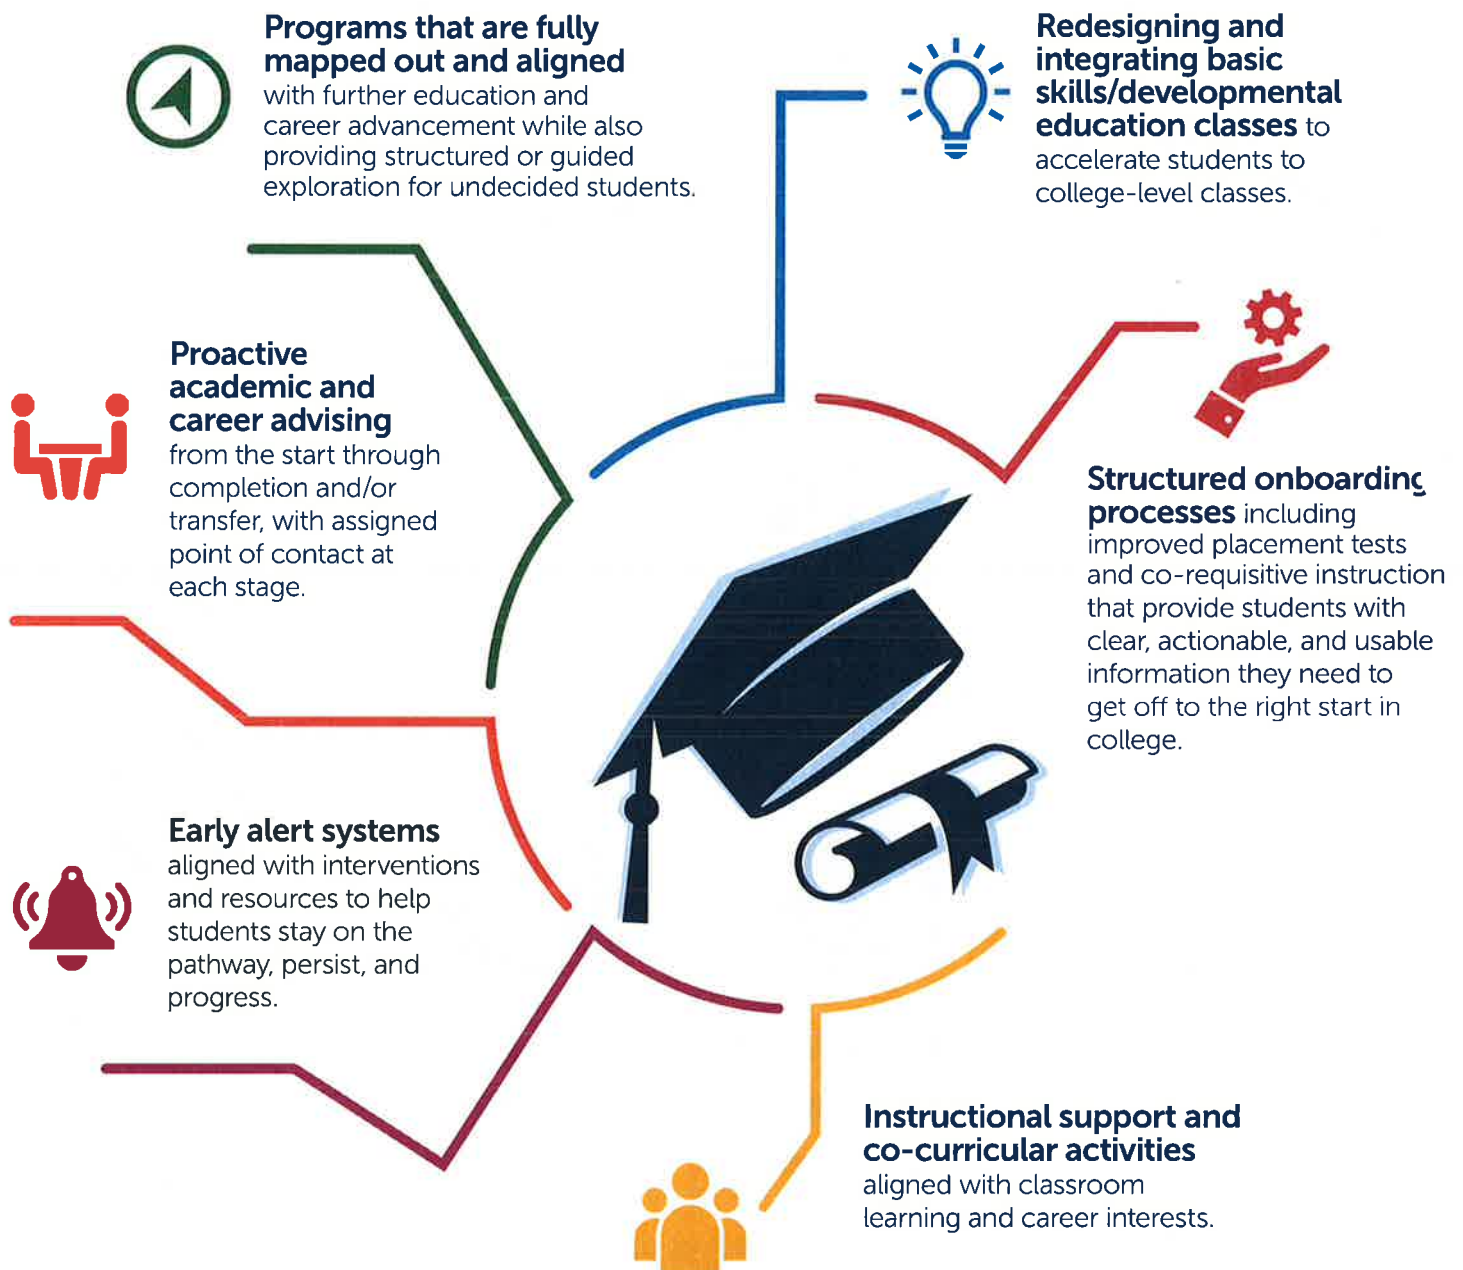 Programs that are fully
mapped out and aligned
with further education and
career advancement while also
providing structured or guided
exploration for undecided students.
Redesigning and
integrating basic
skills/developmental
education classes to
accelerate students to
college-level classes.
Proactive
academic and
career advising
from the start through
completion and/or
transfer, with assigned
point of contact at
each stage.
Structured onboarding
processes including
improved placement tests
and co-requisitive instruction
that provide students with
clear, actionable, and usable
information they need to
get off to the right start in
college.
Early alert systems
aligned with interventions
and resources to help
students stay on the
pathway, persist, and
progress.
Instructional support and
co-curricular activities
aligned with classroom
learning and career interests.